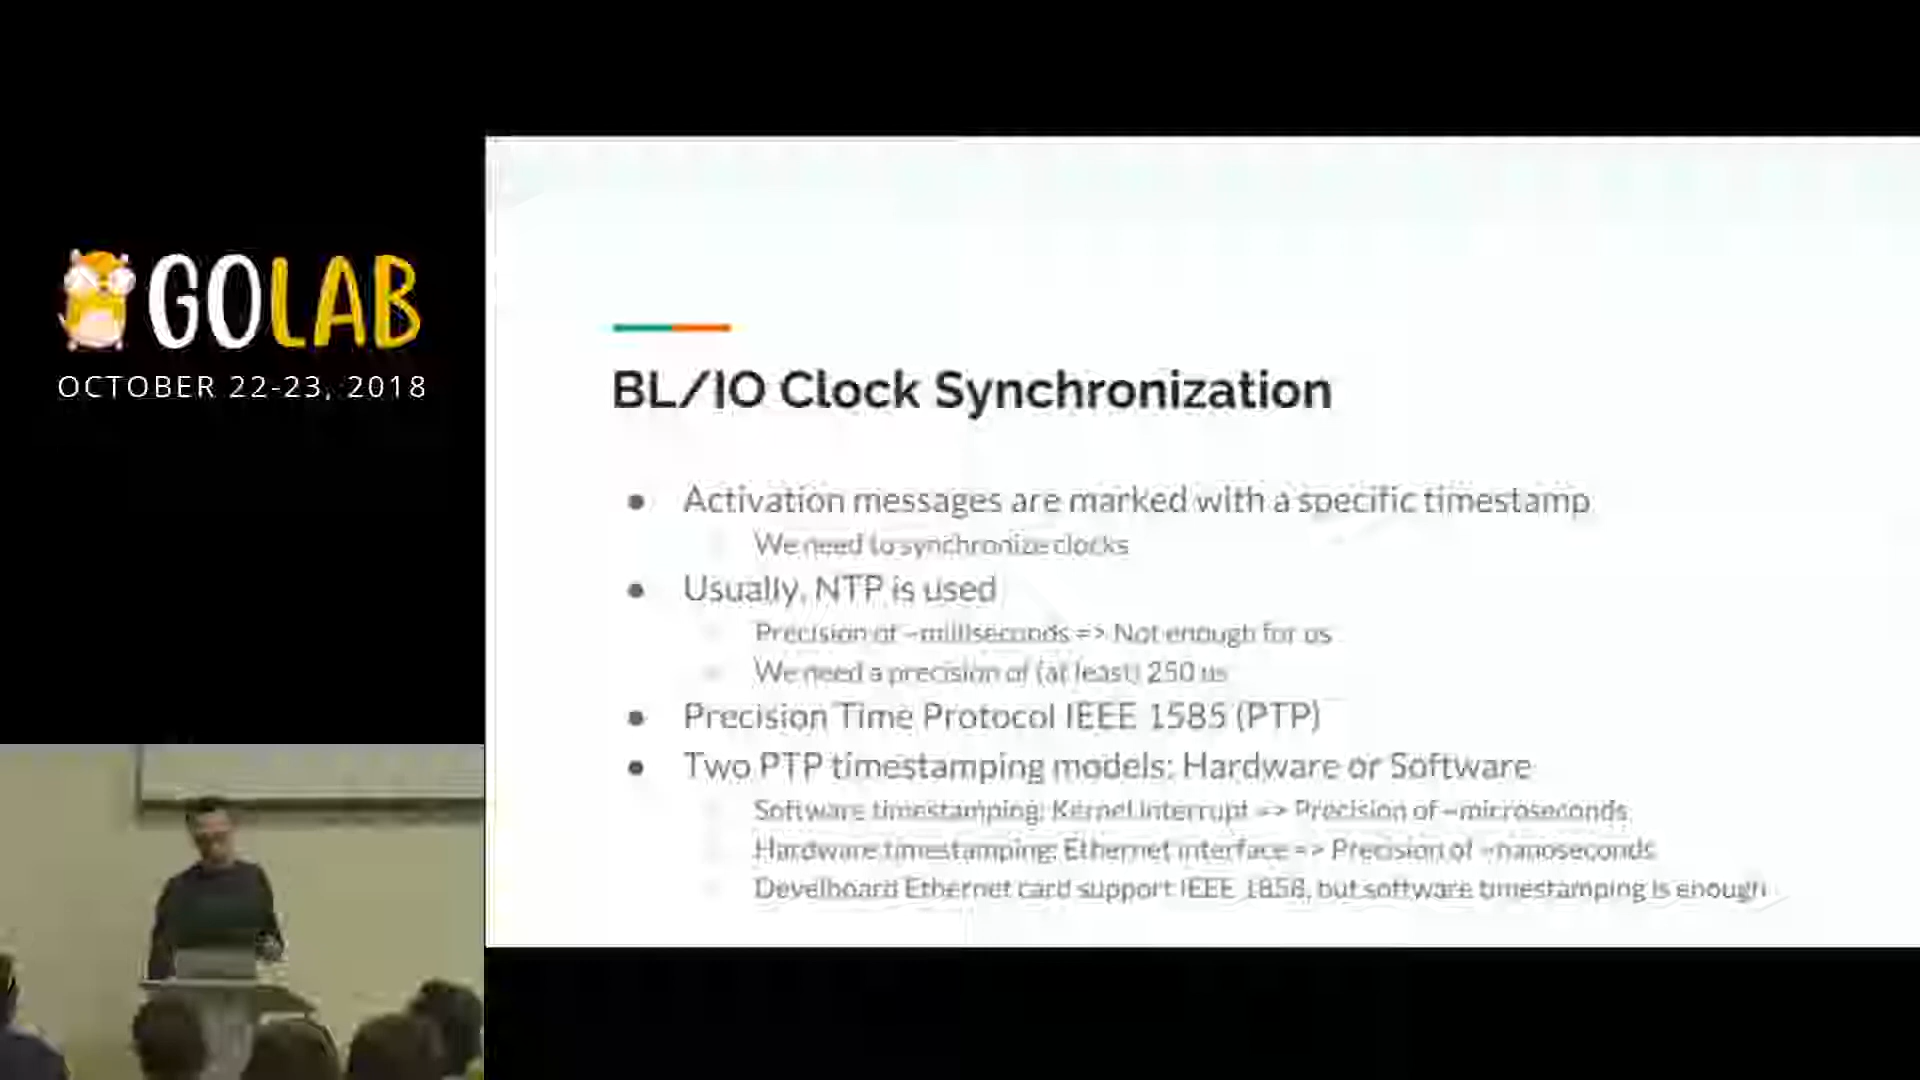 GOLAB
OCTOBER 22-23, 2018
BL/IO Clock Synchronization
Activation messages are marked with a specific timestamp
We need to synchronize clocks
Usually, NTP is used
Precision of ~milliseconds => Not enough for us
We need a precision of (at least) 250 us
Precision Time Protocol IEEE 1585 (PTP)
Two PTP timestamping models: Hardware or Software
Software timestamping: Kernel interrupt => Precision of ~microseconds
Hardware timestamping: Ethernet interface => Precision of ~nanoseconds
Develboard Ethernet card support IEEE 1858, but software timestamping is enough